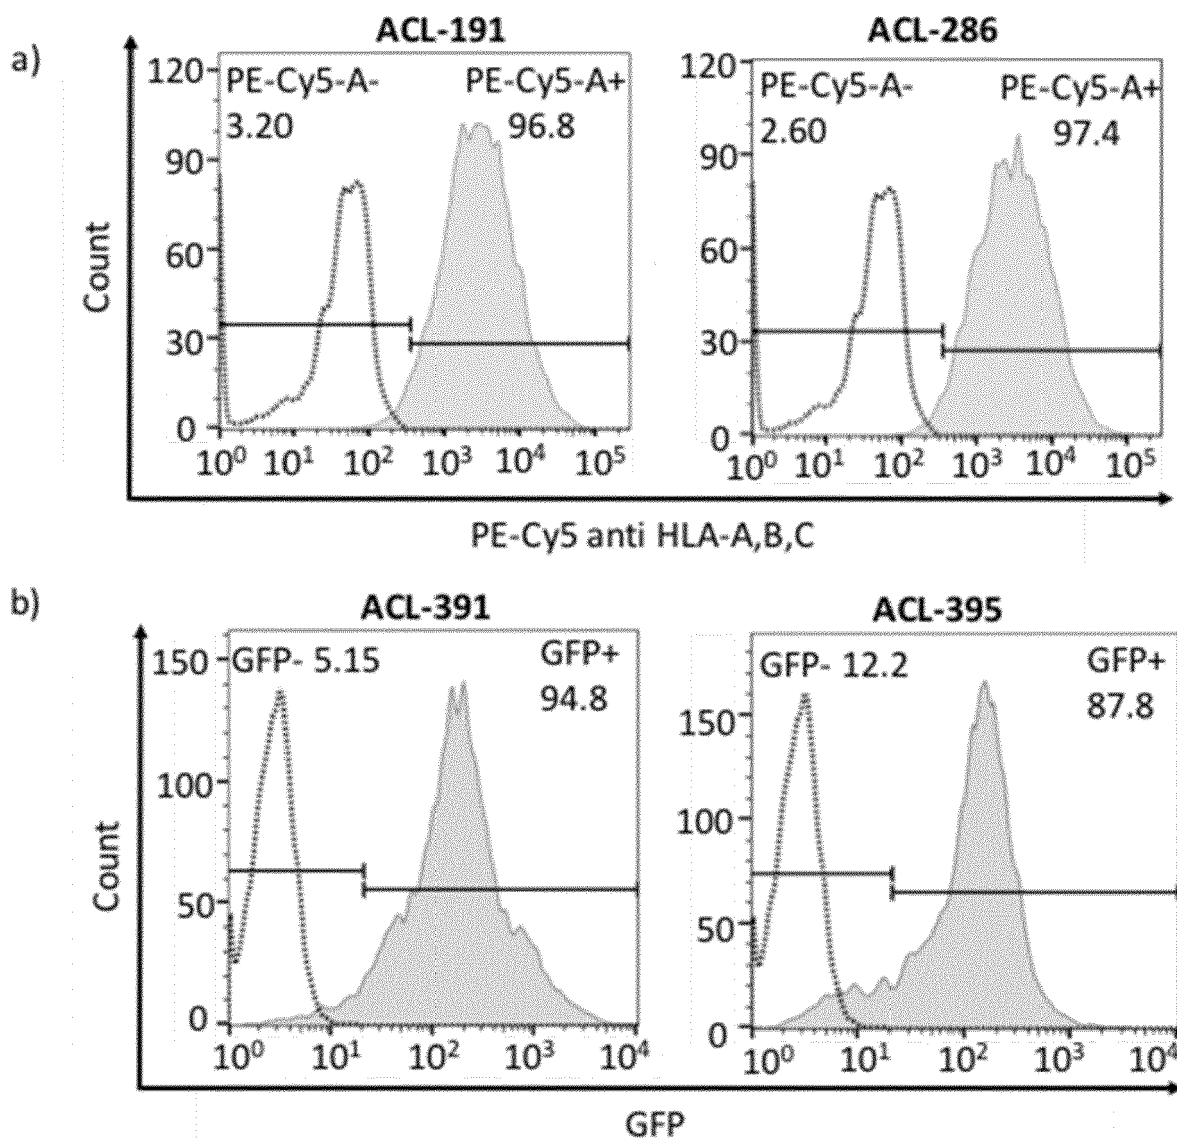 a)
ACL-191
ACL-286
PE-Cy5-A-
3.20
PE-Cy5-A+
96.8
PE-Cy5-A-
2.60
PE-Cy5-A+
97.4
120
90
60
30
0
120
90
60
30
0
Count
10⁰ 10¹ 10² 10³ 10⁴ 10⁵
10⁰ 10¹ 10² 10³ 10⁴ 10⁵
PE-Cy5 anti HLA-A,B,C
b)
ACL-391
ACL-395
GFP- 5.15
GFP+
94.8
GFP- 12.2
GFP+
87.8
150
100
50
0
150
100
50
0
Count
10⁰ 10¹ 10² 10³ 10⁴
10⁰ 10¹ 10² 10³ 10⁴
GFP